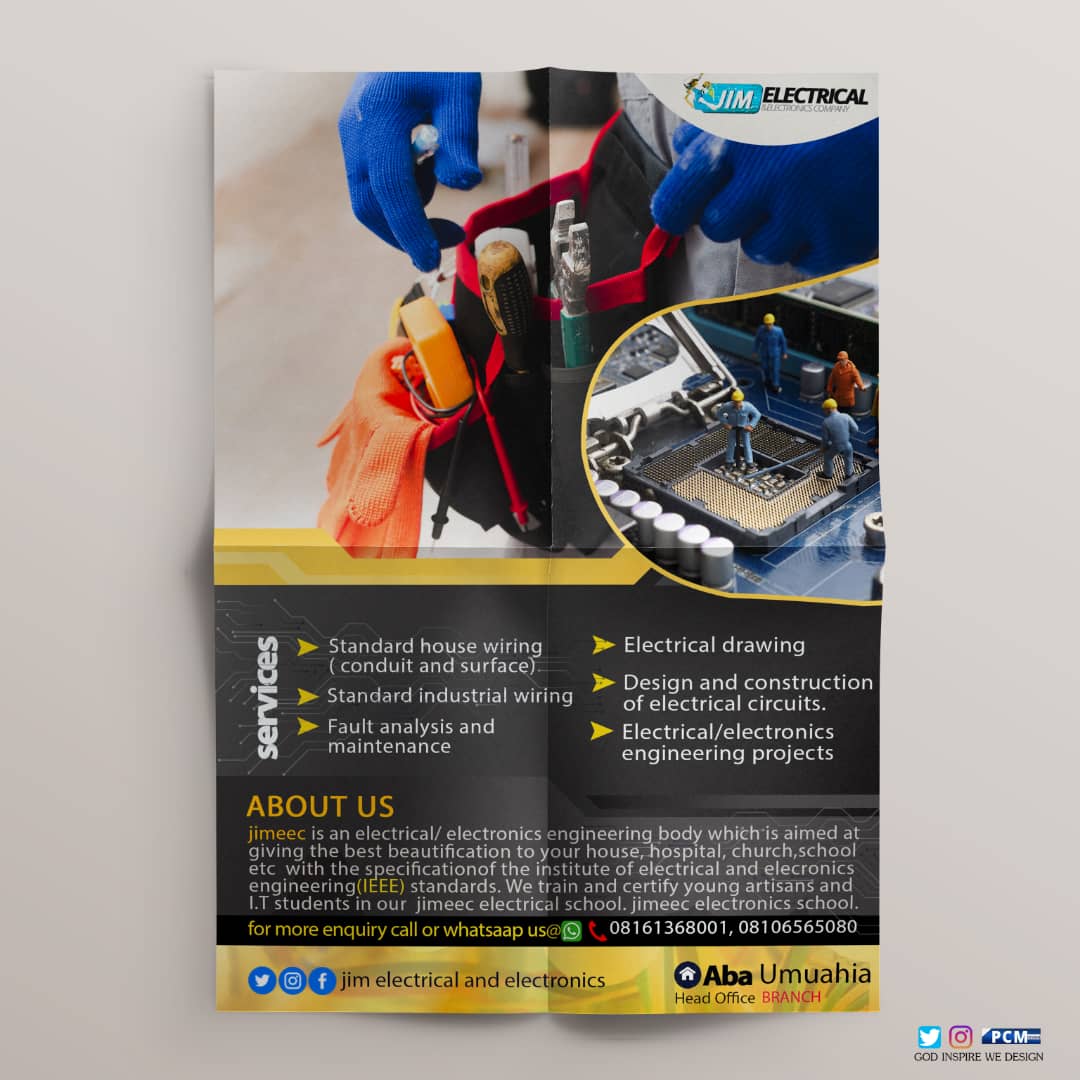 JIM ELECTRICAL
& ELECTRONICS COMPANY
services
Standard house wiring
( conduit and surface).
Standard industrial wiring
Fault analysis and
maintenance
Electrical drawing
Design and construction
of electrical circuits.
Electrical/electronics
engineering projects
ABOUT US
jimeec is an electrical/ electronics engineering body which is aimed at
giving the best beautification to your house, hospital, church,school
etc with the specificationof the institute of electrical and elecronics
engineering(IEEE) standards. We train and certify young artisans and
I.T students in our jimeec electrical school. jimeec electronics school.
for more enquiry call or whatsaap us@ 08161368001, 08106565080
jim electrical and electronics
Aba Umuahia
Head Office BRANCH
PCM
GOD INSPIRE WE DESIGN